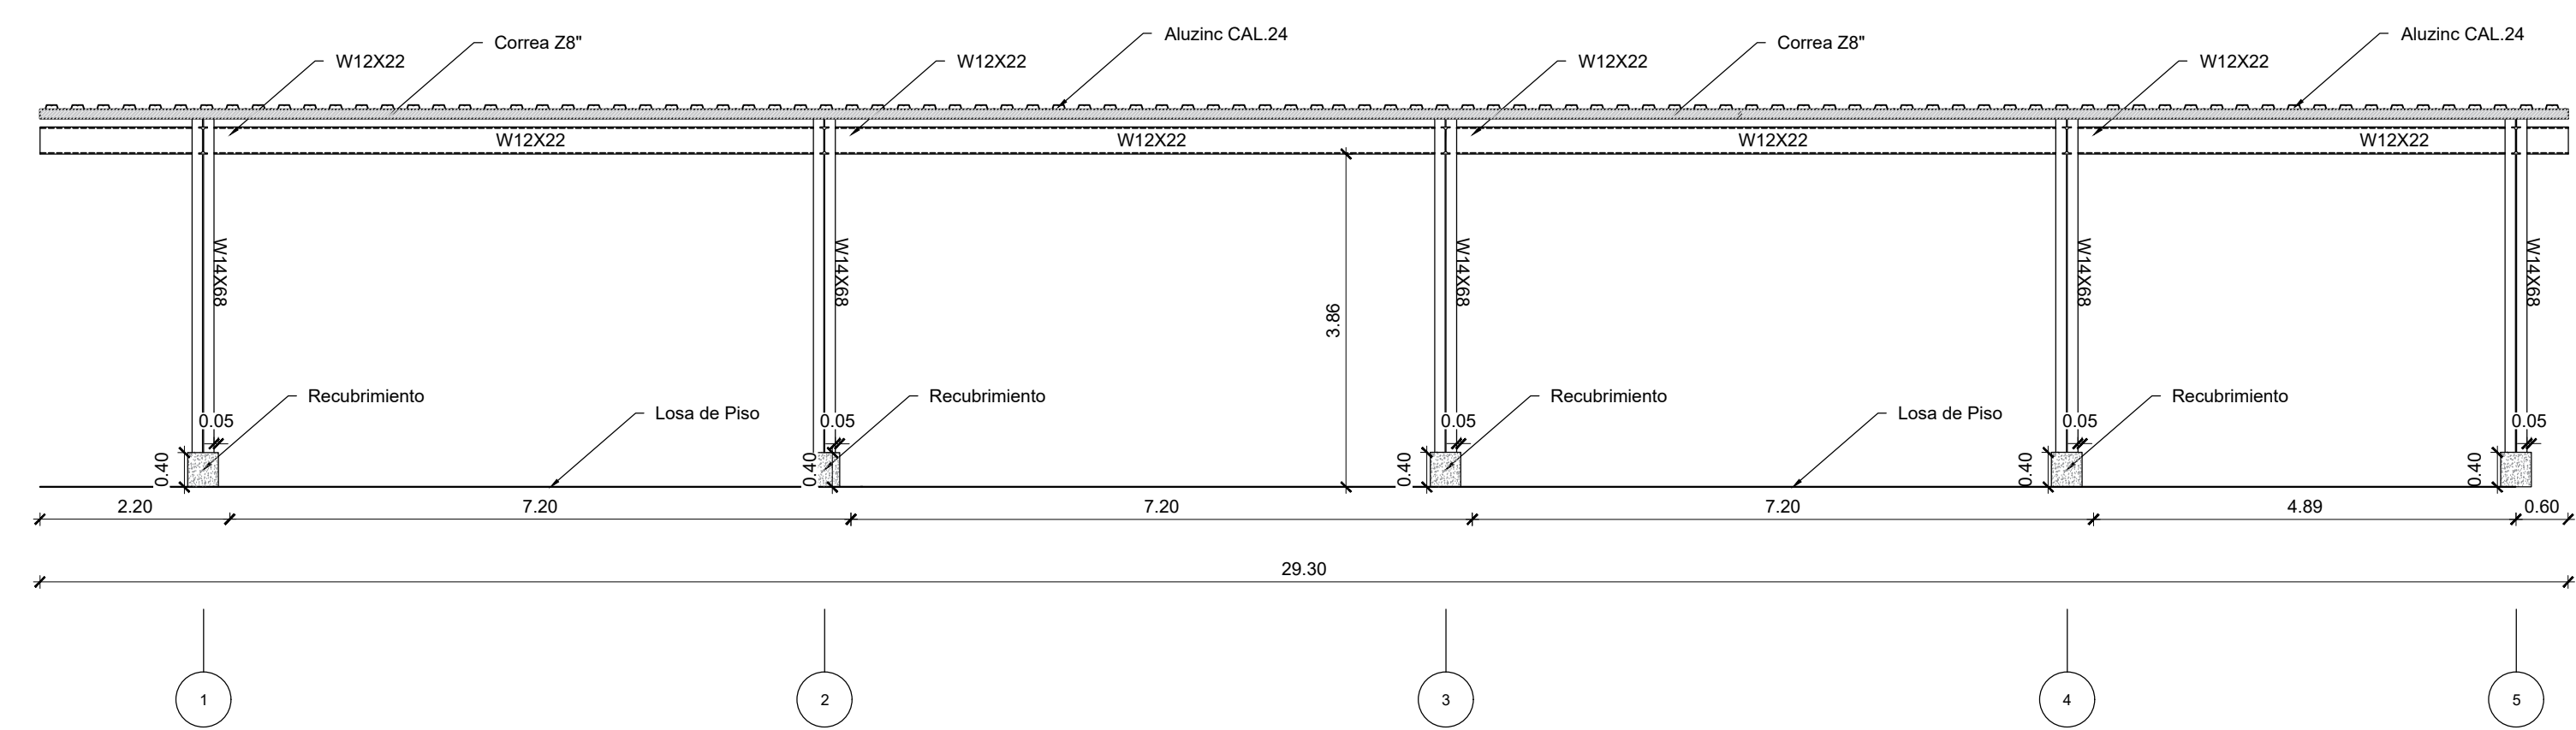 Aluzinc CAL.24
Aluzinc CAL.24
Correa Z8"
Correa Z8"
W12X22
W12X22
W12X22
W12X22
W12X22
W12X22
W12X22
W12X22
W14X68
W14X68
W14X68
W14X68
W14X68
3.86
Recubrimiento
Recubrimiento
Recubrimiento
Recubrimiento
Losa de Piso
Losa de Piso
0.05
0.05
0.05
0.05
0.05
0.40
0.40
0.40
0.40
0.40
2.20
7.20
7.20
7.20
4.89
0.60
29.30
1
2
3
4
5